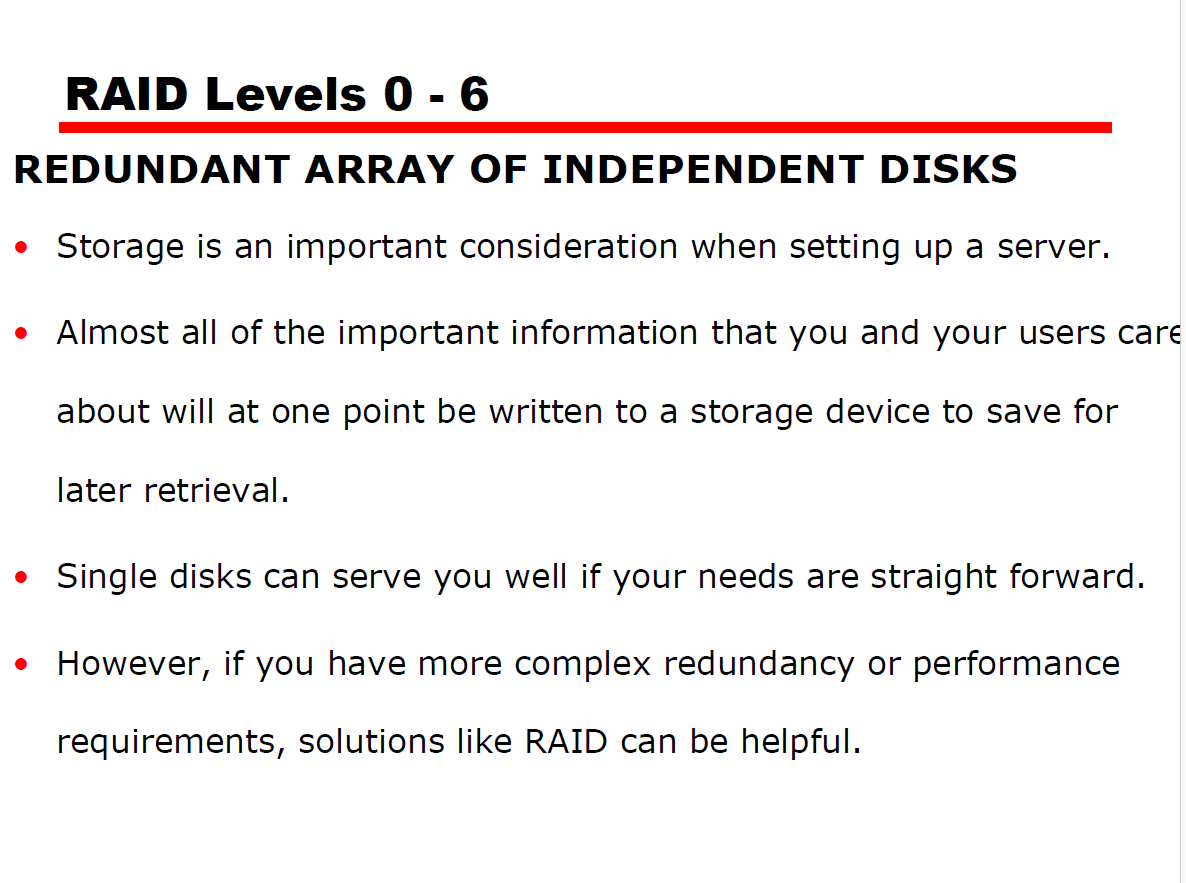 RAID Levels 0 - 6
REDUNDANT ARRAY OF INDEPENDENT DISKS
• Storage is an important consideration when setting up a server.
• Almost all of the important information that you and your users care
about will at one point be written to a storage device to save for
later retrieval.
• Single disks can serve you well if your needs are straight forward.
• However, if you have more complex redundancy or performance
requirements, solutions like RAID can be helpful.